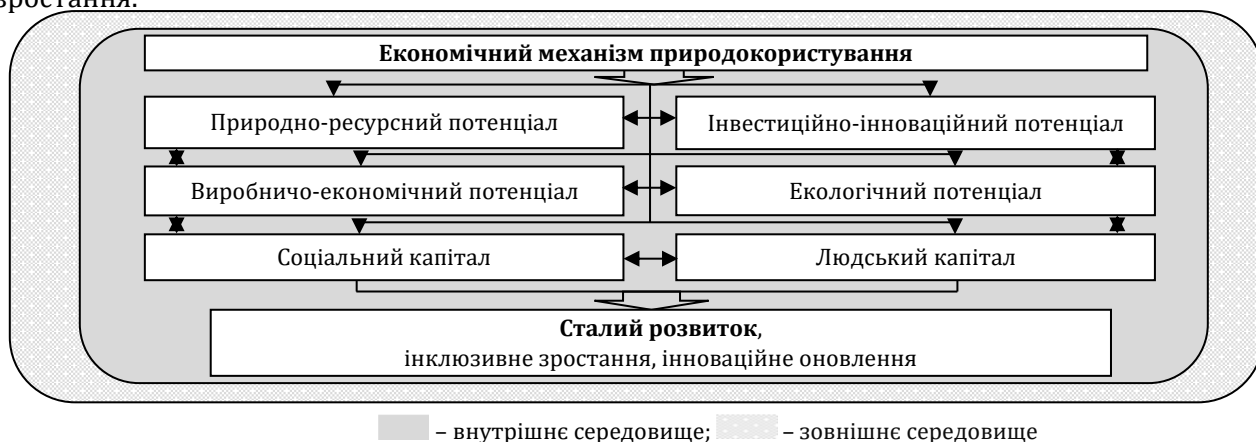 зростання.
Економічний механізм природокористування
Природно-ресурсний потенціал
Інвестиційно-інноваційний потенціал
Виробничо-економічний потенціал
Екологічний потенціал
Соціальний капітал
Людський капітал
Сталий розвиток,
інклюзивне зростання, інноваційне оновлення
– внутрішнє середовище; – зовнішнє середовище